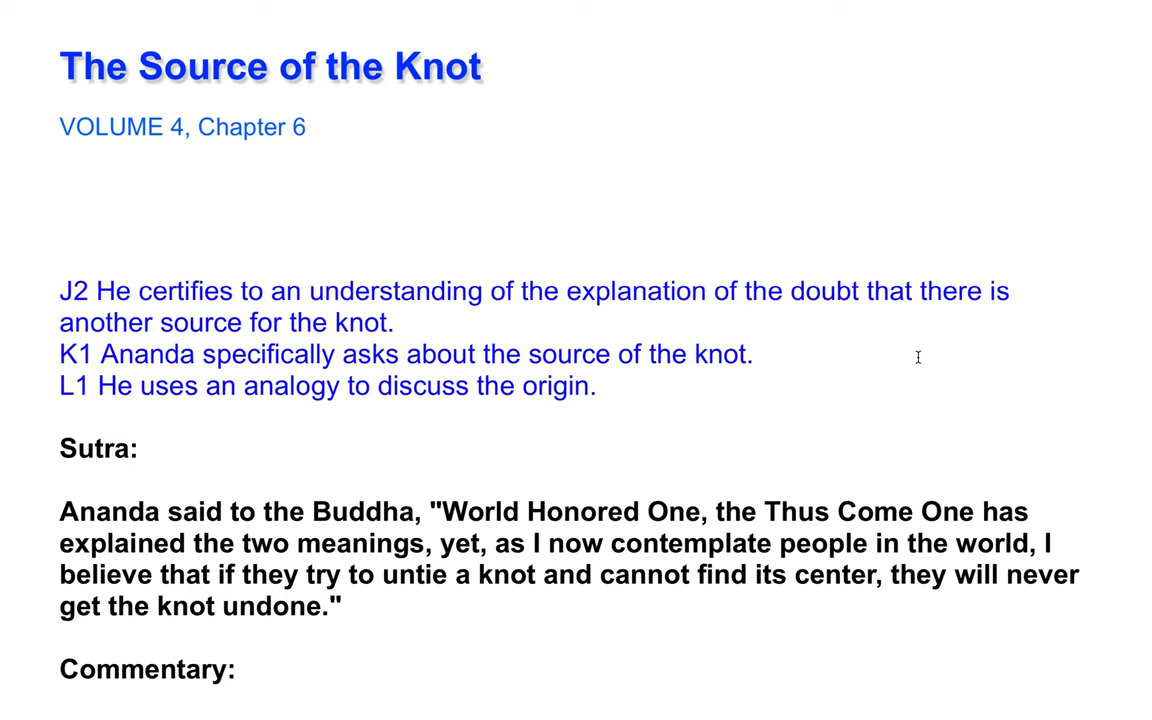 The Source of the Knot
VOLUME 4, Chapter 6
J2 He certifies to an understanding of the explanation of the doubt that there is
another source for the knot.
K1 Ananda specifically asks about the source of the knot.
L1 He uses an analogy to discuss the origin.
Sutra:
Ananda said to the Buddha, "World Honored One, the Thus Come One has
explained the two meanings, yet, as I now contemplate people in the world, I
believe that if they try to untie a knot and cannot find its center, they will never
get the knot undone."
Commentary: